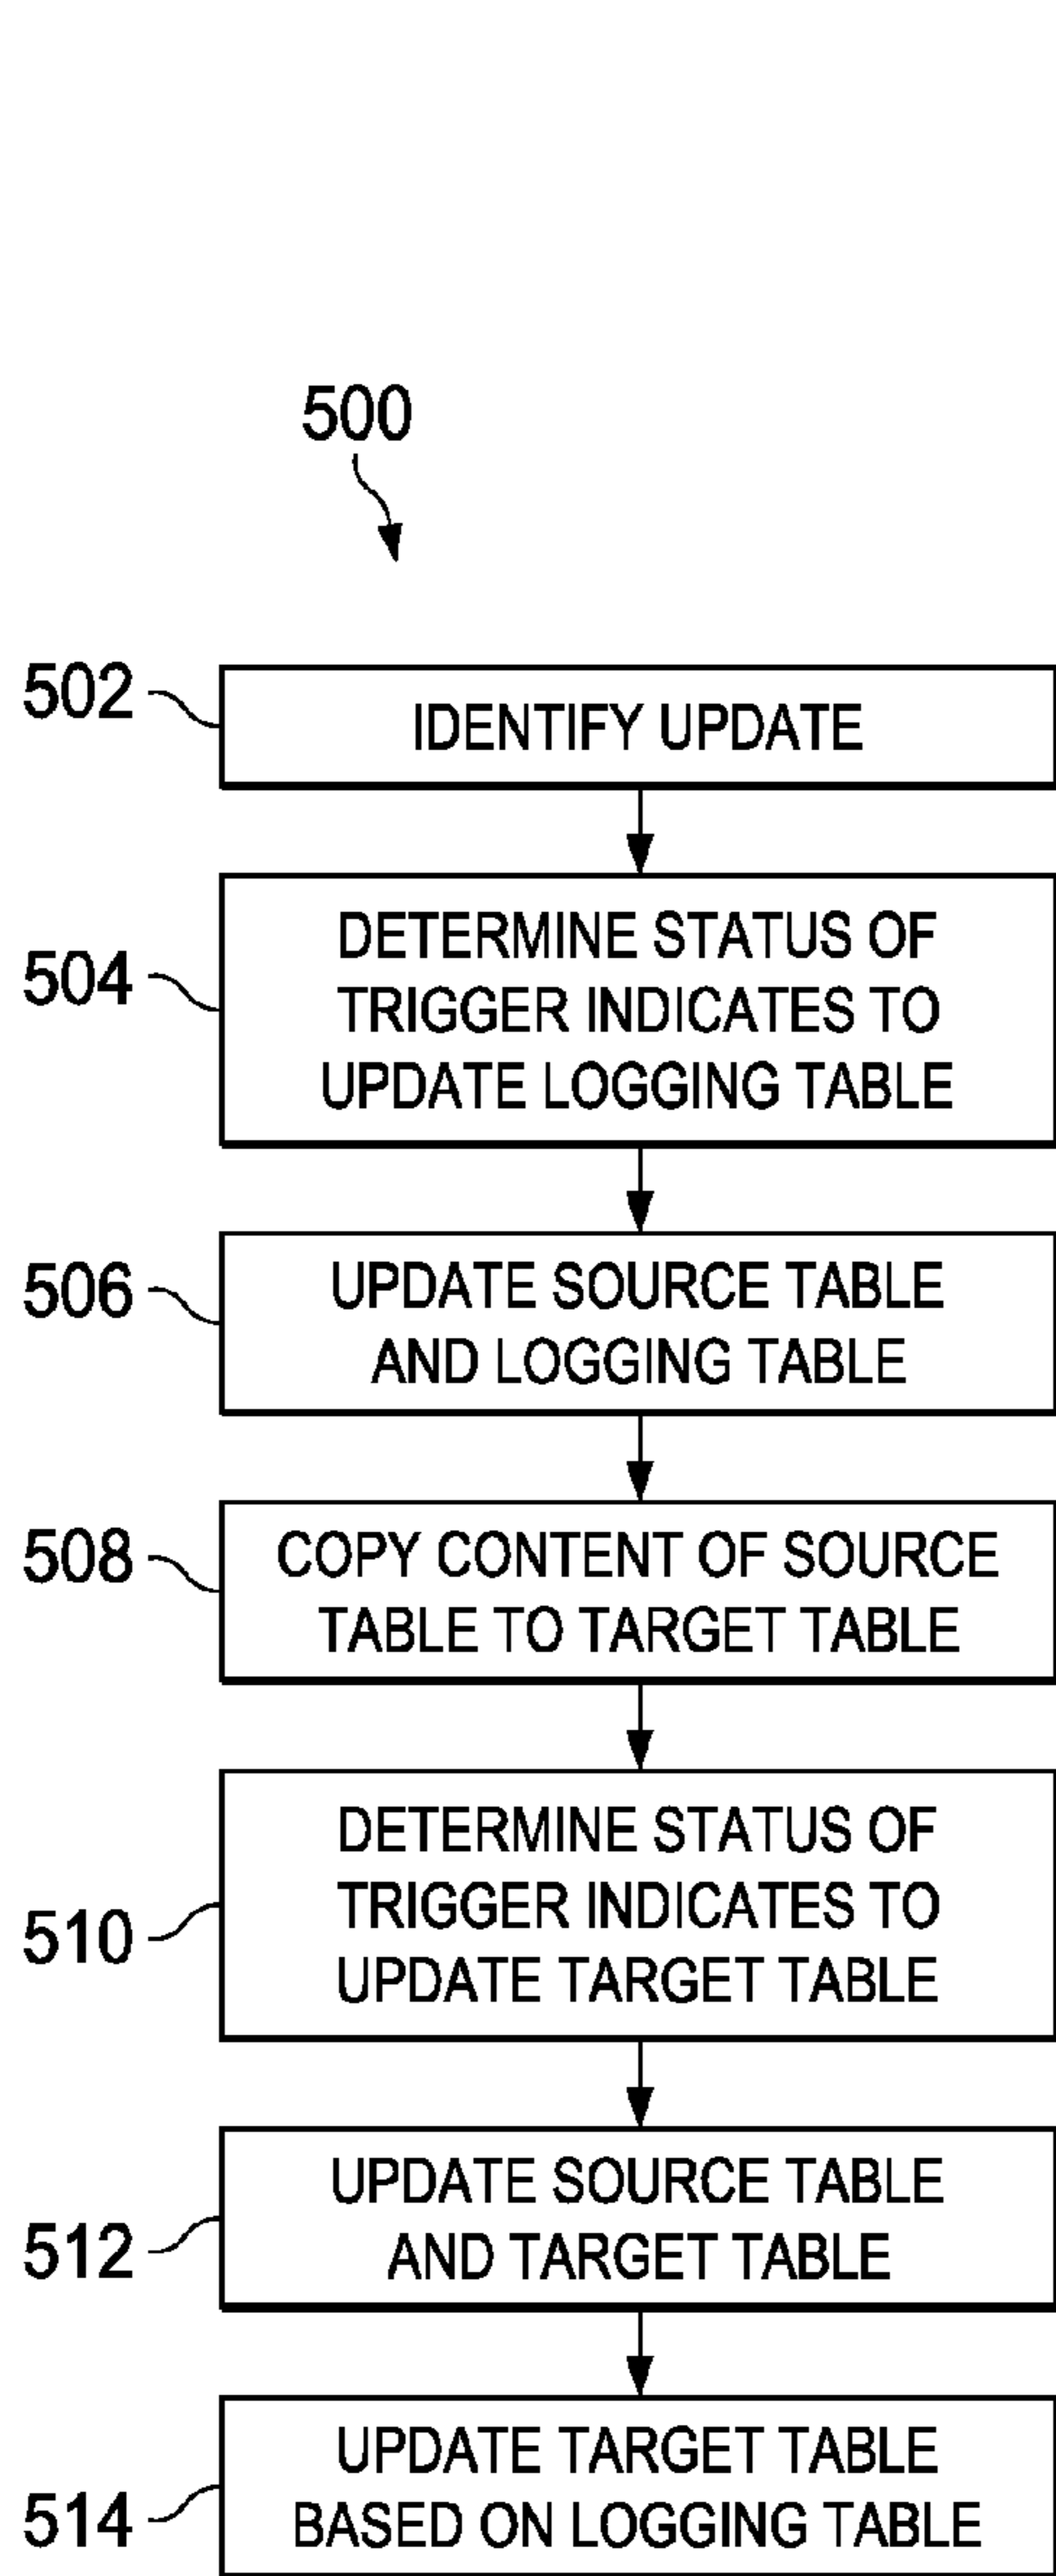 500
502
IDENTIFY UPDATE
504
DETERMINE STATUS OF
TRIGGER INDICATES TO
UPDATE LOGGING TABLE
506
UPDATE SOURCE TABLE
AND LOGGING TABLE
508
COPY CONTENT OF SOURCE
TABLE TO TARGET TABLE
510
DETERMINE STATUS OF
TRIGGER INDICATES TO
UPDATE TARGET TABLE
512
UPDATE SOURCE TABLE
AND TARGET TABLE
514
UPDATE TARGET TABLE
BASED ON LOGGING TABLE